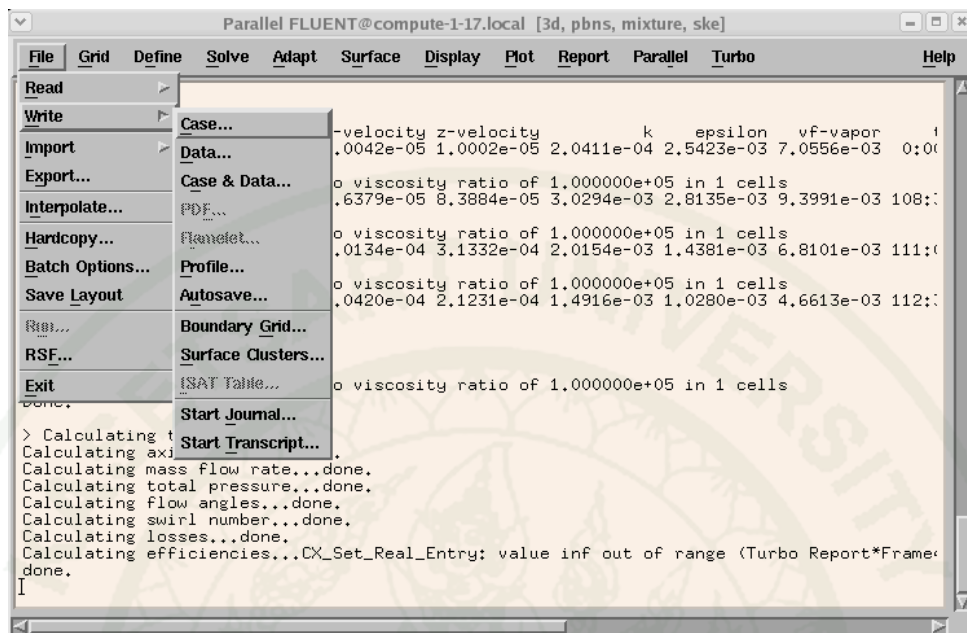 Parallel FLUENT@compute-1-17.local [3d, pbns, mixture, ske]
File Grid Define Solve Adapt Surface Display Plot Report Parallel Turbo Help
Read
Write
Import
Export...
Interpolate...
Hardcopy...
Batch Options...
Save Layout
Run...
RSF...
Exit
Case...
Data...
Case & Data...
PDF...
Flamelet...
Profile...
Autosave...
Boundary Grid...
Surface Clusters...
ISAT Table...
Start Journal...
Start Transcript...
-velocity z-velocity k epsilon vf-vapor
.0042e-05 1.0002e-05 2.0411e-04 2.5423e-03 7.0556e-03 0:00
o viscosity ratio of 1.000000e+05 in 1 cells
.6379e-05 8.3884e-05 3.0294e-03 2.8135e-03 9.3991e-03 108:
o viscosity ratio of 1.000000e+05 in 1 cells
.0134e-04 3.1332e-04 2.0154e-03 1.4381e-03 6.8101e-03 111:
o viscosity ratio of 1.000000e+05 in 1 cells
.0420e-04 2.1231e-04 1.4916e-03 1.0280e-03 4.6613e-03 112:
o viscosity ratio of 1.000000e+05 in 1 cells
Done.
> Calculating t
Calculating axi
Calculating mass flow rate...done.
Calculating total pressure...done.
Calculating flow angles...done.
Calculating swirl number...done.
Calculating losses...done.
Calculating efficiencies...CX_Set_Real_Entry: value inf out of range (Turbo Report*Frame
done.